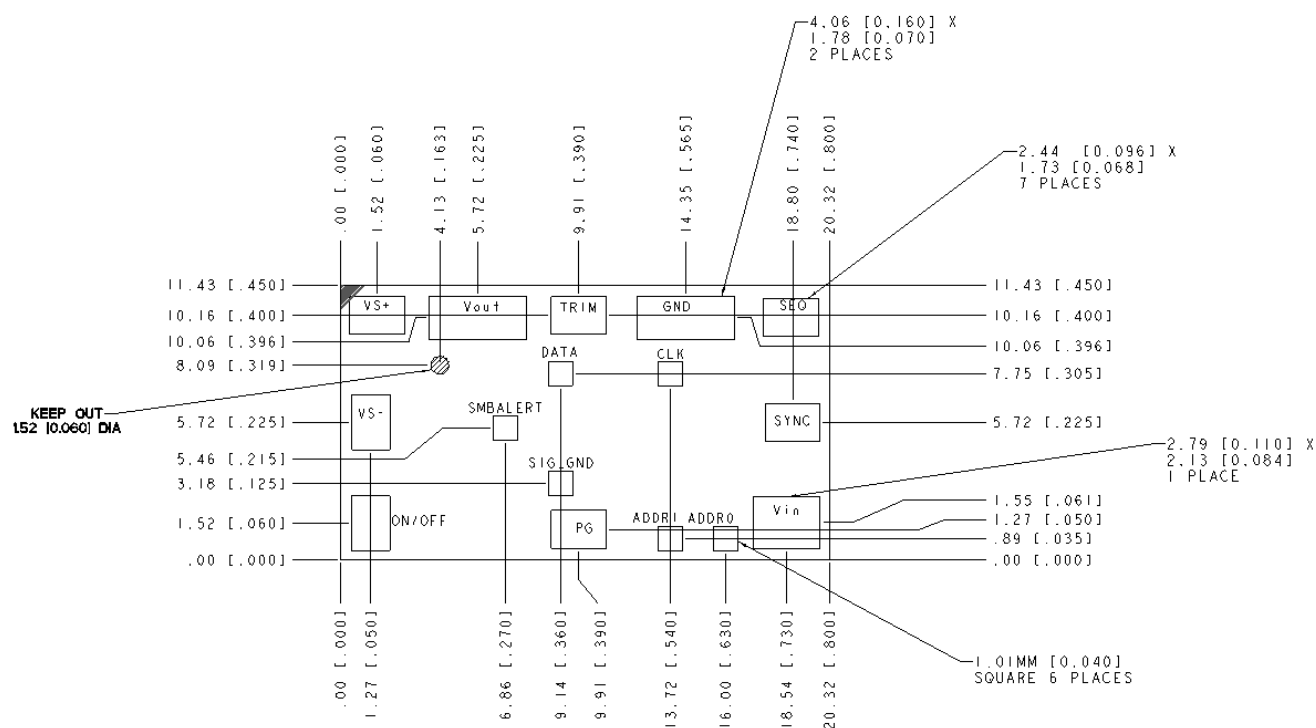 4.06 [0.160] X
1.78 [0.070]
2 PLACES
2.44 [0.096] X
1.73 [0.068]
7 PLACES
.00 [.000]
1.52 [.060]
4.13 [.163]
5.72 [.225]
9.91 [.390]
14.35 [.565]
18.80 [.740]
20.32 [.800]
11.43 [.450]
11.43 [.450]
VS+
Vout
TRIM
GND
SEQ
10.16 [.400]
10.16 [.400]
10.06 [.396]
10.06 [.396]
8.09 [.319]
DATA
CLK
7.75 [.305]
KEEP OUT
1.52 [0.060] DIA
VS-
SMBALERT
SYNC
5.72 [.225]
5.72 [.225]
5.46 [.215]
2.79 [0.110] X
2.13 [0.084]
1 PLACE
SIG_GND
3.18 [.125]
Vin
1.55 [.061]
1.52 [.060]
ON/OFF
PG
ADDR1
ADDR0
1.27 [.050]
.89 [.035]
.00 [.000]
.00 [.000]
.00 [.000]
1.27 [.050]
6.86 [.270]
9.14 [.360]
9.91 [.390]
13.72 [.540]
16.00 [.630]
18.54 [.730]
20.32 [.800]
1.01MM [0.040]
SQUARE 6 PLACES